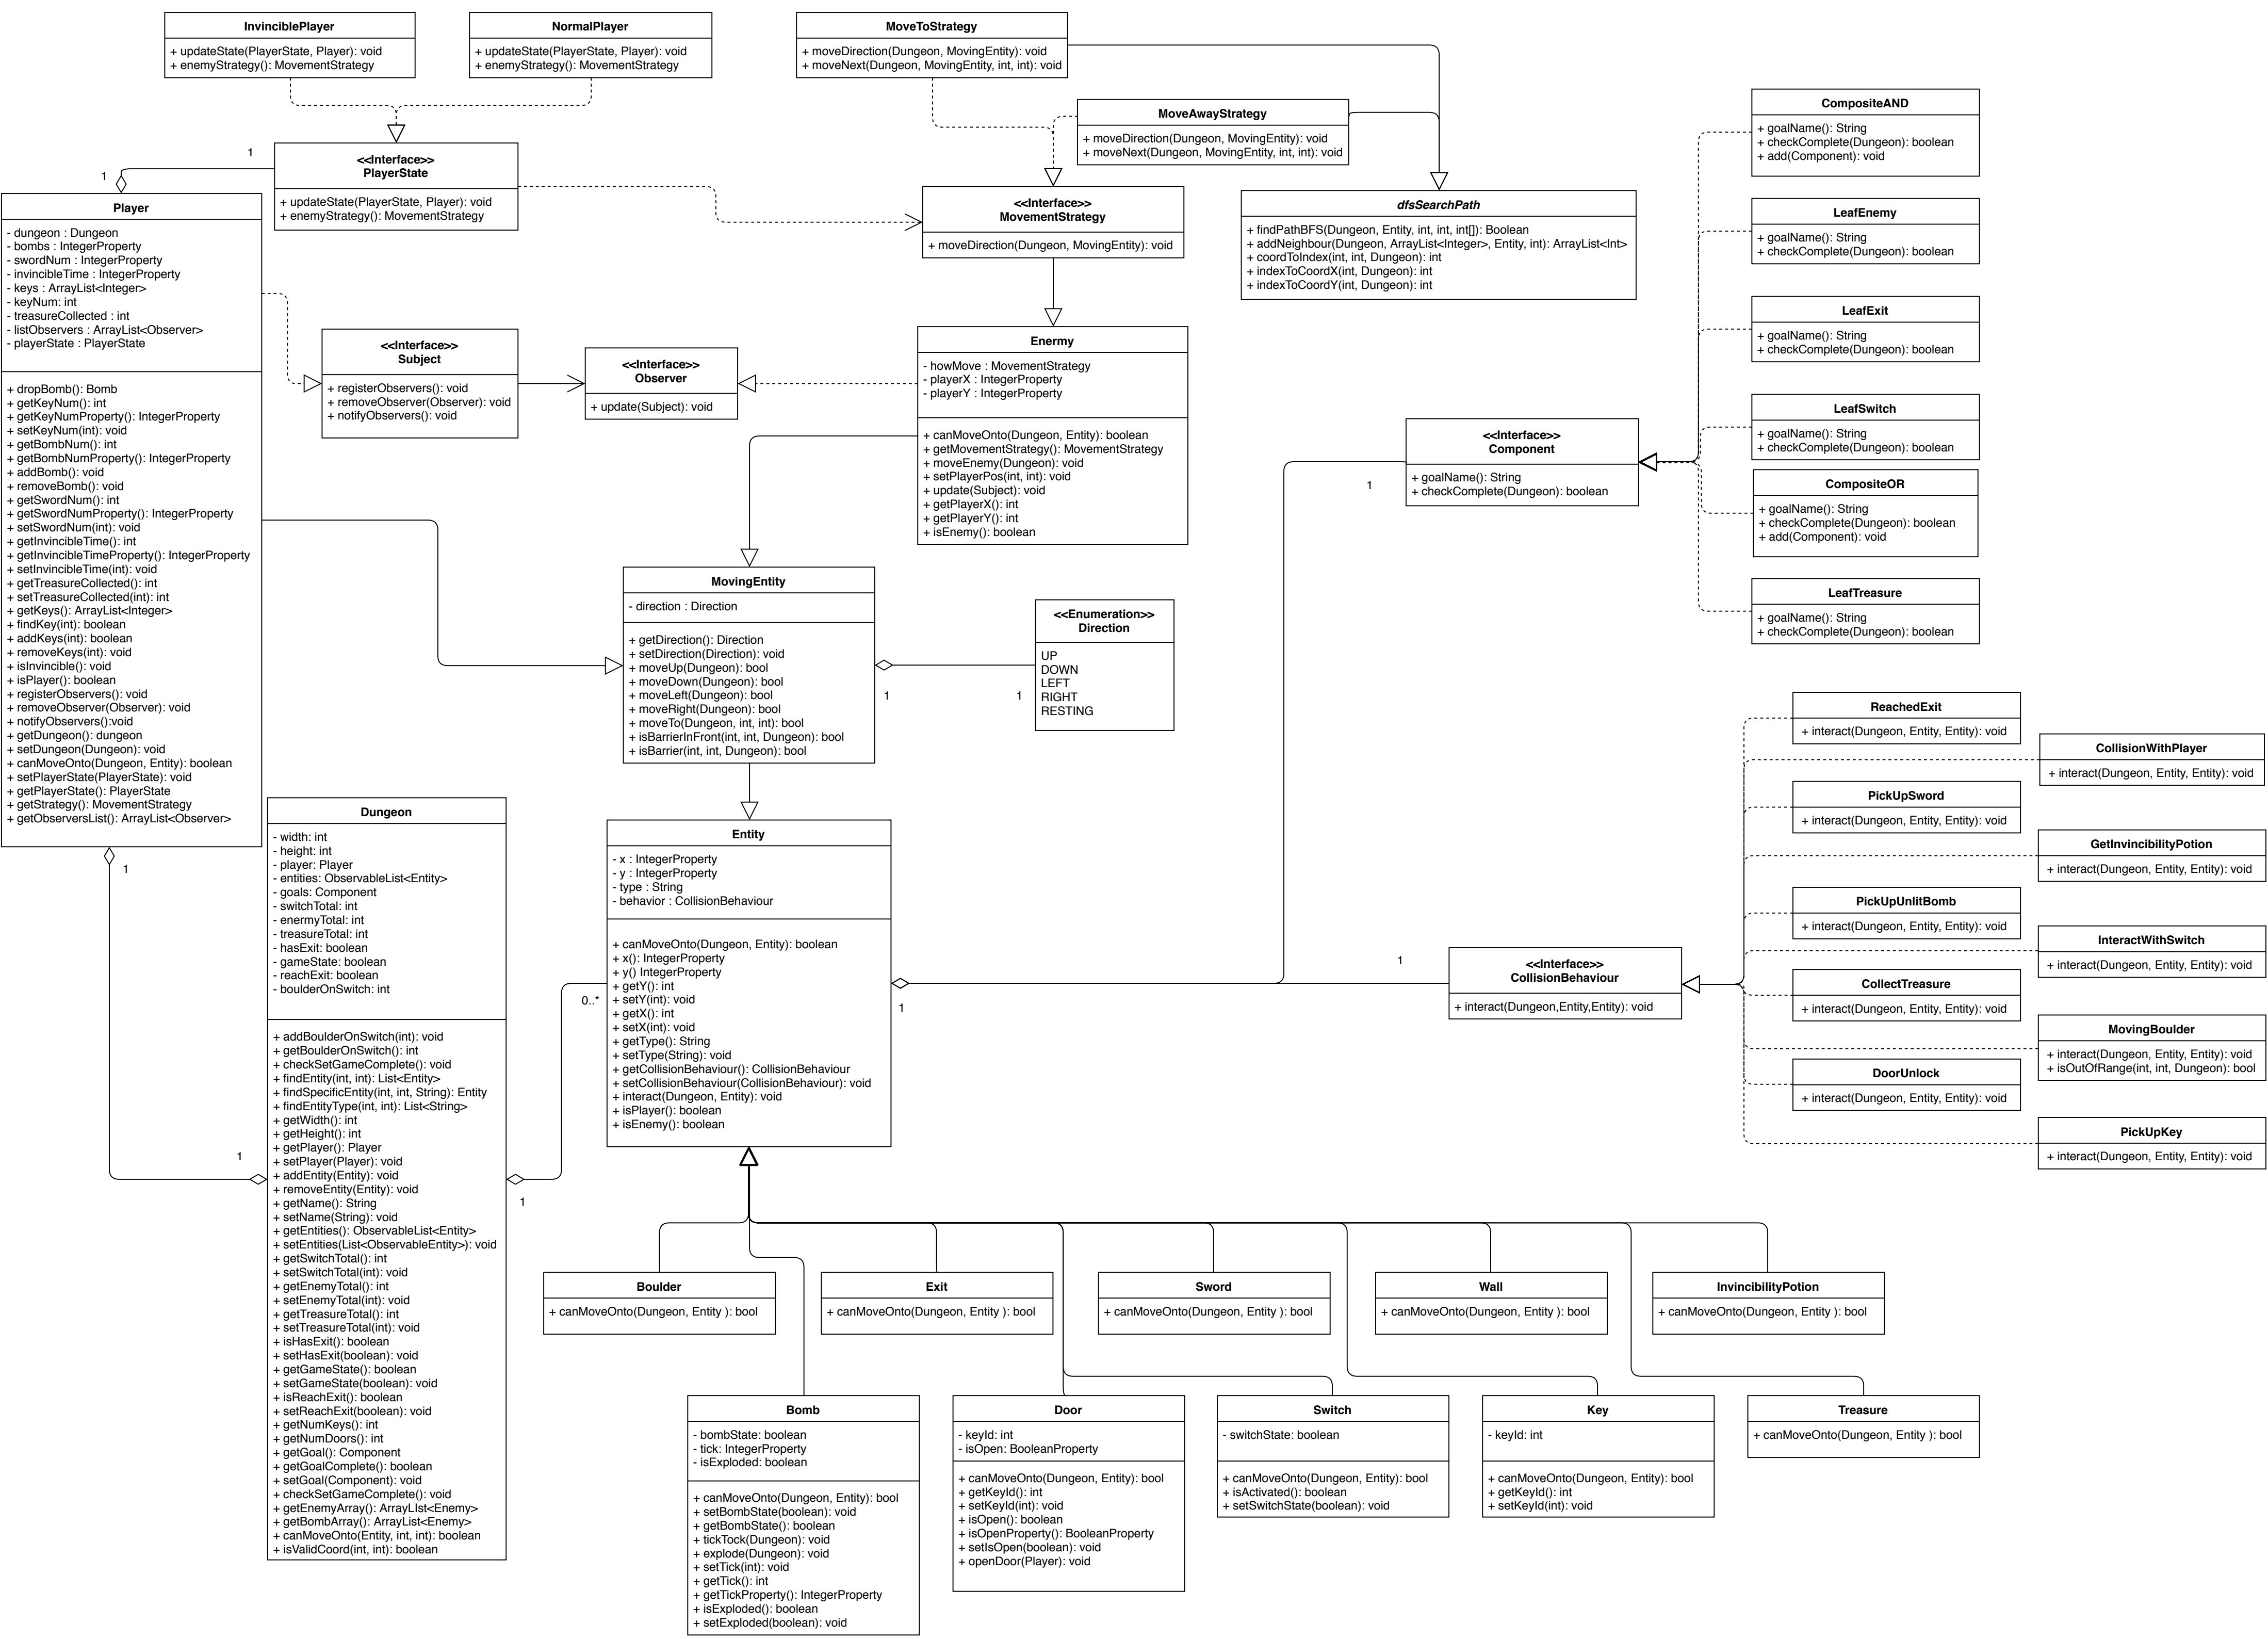 InvinciblePlayer
+ updateState(PlayerState, Player): void
+ enemyStrategy(): MovementStrategy
NormalPlayer
+ updateState(PlayerState, Player): void
+ enemyStrategy(): MovementStrategy
MoveToStrategy
+ moveDirection(Dungeon, MovingEntity): void
+ moveNext(Dungeon, MovingEntity, int, int): void
MoveAwayStrategy
+ moveDirection(Dungeon, MovingEntity): void
+ moveNext(Dungeon, MovingEntity, int, int): void
<<Interface>>
PlayerState
+ updateState(PlayerState, Player): void
+ enemyStrategy(): MovementStrategy
1
1
<<Interface>>
MovementStrategy
+ moveDirection(Dungeon, MovingEntity): void
dfsSearchPath
+ findPathBFS(Dungeon, Entity, int, int, int[]): Boolean
+ addNeighbour(Dungeon, ArrayList<Integer>, Entity, int): ArrayList<Int>
+ coordToIndex(int, int, Dungeon): int
+ indexToCoordX(int, Dungeon): int
+ indexToCoordY(int, Dungeon): int
Player
- dungeon : Dungeon
- bombs : IntegerProperty
- swordNum : IntegerProperty
- invincibleTime : IntegerProperty
- keys : ArrayList<Integer>
- keyNum: int
- treasureCollected : int
- listObservers : ArrayList<Observer>
- playerState : PlayerState
+ dropBomb(): Bomb
+ getKeyNum(): int
+ getKeyNumProperty(): IntegerProperty
+ setKeyNum(int): void
+ getBombNum(): int
+ getBombNumProperty(): IntegerProperty
+ addBomb(): void
+ removeBomb(): void
+ getSwordNum(): int
+ getSwordNumProperty(): IntegerProperty
+ setSwordNum(int): void
+ getInvincibleTime(): int
+ getInvincibleTimeProperty(): IntegerProperty
+ setInvincibleTime(int): void
+ getTreasureCollected(): int
+ setTreasureCollected(int): int
+ getKeys(): ArrayList<Integer>
+ findKey(int): boolean
+ addKeys(int): boolean
+ removeKeys(int): void
+ isInvincible(): void
+ isPlayer(): boolean
+ registerObservers(): void
+ removeObserver(Observer): void
+ notifyObservers():void
+ getDungeon(): dungeon
+ setDungeon(Dungeon): void
+ canMoveOnto(Dungeon, Entity): boolean
+ setPlayerState(PlayerState): void
+ getPlayerState(): PlayerState
+ getStrategy(): MovementStrategy
+ getObserversList(): ArrayList<Observer>
1
<<Interface>>
Subject
+ registerObservers(): void
+ removeObserver(Observer): void
+ notifyObservers(): void
<<Interface>>
Observer
+ update(Subject): void
Enermy
- howMove : MovementStrategy
- playerX : IntegerProperty
- playerY : IntegerProperty
+ canMoveOnto(Dungeon, Entity): boolean
+ getMovementStrategy(): MovementStrategy
+ moveEnemy(Dungeon): void
+ setPlayerPos(int, int): void
+ update(Subject): void
+ getPlayerX(): int
+ getPlayerY(): int
+ isEnemy(): boolean
MovingEntity
- direction : Direction
+ getDirection(): Direction
+ setDirection(Direction): void
+ moveUp(Dungeon): bool
+ moveDown(Dungeon): bool
+ moveLeft(Dungeon): bool
+ moveRight(Dungeon): bool
+ moveTo(Dungeon, int, int): bool
+ isBarrierInFront(int, int, Dungeon): bool
+ isBarrier(int, int, Dungeon): bool
1
1
<<Enumeration>>
Direction
UP
DOWN
LEFT
RIGHT
RESTING
CompositeAND
+ goalName(): String
+ checkComplete(Dungeon): boolean
+ add(Component): void
LeafEnemy
+ goalName(): String
+ checkComplete(Dungeon): boolean
LeafExit
+ goalName(): String
+ checkComplete(Dungeon): boolean
LeafSwitch
+ goalName(): String
+ checkComplete(Dungeon): boolean
CompositeOR
+ goalName(): String
+ checkComplete(Dungeon): boolean
+ add(Component): void
LeafTreasure
+ goalName(): String
+ checkComplete(Dungeon): boolean
<<Interface>>
Component
+ goalName(): String
+ checkComplete(Dungeon): boolean
1
Dungeon
- width: int
- height: int
- player: Player
- entities: ObservableList<Entity>
- goals: Component
- switchTotal: int
- enermyTotal: int
- treasureTotal: int
- hasExit: boolean
- gameState: boolean
- reachExit: boolean
- boulderOnSwitch: int
+ addBoulderOnSwitch(int): void
+ getBoulderOnSwitch(): int
+ checkSetGameComplete(): void
+ findEntity(int, int): List<Entity>
+ findSpecificEntity(int, int, String): Entity
+ findEntityType(int, int): List<String>
+ getWidth(): int
+ getHeight(): int
+ getPlayer(): Player
+ setPlayer(Player): void
+ addEntity(Entity): void
+ removeEntity(Entity): void
+ getName(): String
+ setName(String): void
+ getEntities(): ObservableList<Entity>
+ setEntities(List<ObservableEntity>): void
+ getSwitchTotal(): int
+ setSwitchTotal(int): void
+ getEnemyTotal(): int
+ setEnemyTotal(int): void
+ getTreasureTotal(): int
+ setTreasureTotal(int): void
+ isHasExit(): boolean
+ setHasExit(boolean): void
+ getGameState(): boolean
+ setGameState(boolean): void
+ isReachExit(): boolean
+ setReachExit(boolean): void
+ getNumKeys(): int
+ getNumDoors(): int
+ getGoal(): Component
+ getGoalComplete(): boolean
+ setGoal(Component): void
+ checkSetGameComplete(): void
+ getEnemyArray(): ArrayLIst<Enemy>
+ getBombArray(): ArrayList<Enemy>
+ canMoveOnto(Entity, int, int): boolean
+ isValidCoord(int, int): boolean
1
1
0..*
Entity
- x : IntegerProperty
- y : IntegerProperty
- type : String
- behavior : CollisionBehaviour
+ canMoveOnto(Dungeon, Entity): boolean
+ x(): IntegerProperty
+ y() IntegerProperty
+ getY(): int
+ setY(int): void
+ getX(): int
+ setX(int): void
+ getType(): String
+ setType(String): void
+ getCollisionBehaviour(): CollisionBehaviour
+ setCollisionBehaviour(CollisionBehaviour): void
+ interact(Dungeon, Entity): void
+ isPlayer(): boolean
+ isEnemy(): boolean
1
1
<<Interface>>
CollisionBehaviour
+ interact(Dungeon,Entity,Entity): void
ReachedExit
+ interact(Dungeon, Entity, Entity): void
CollisionWithPlayer
+ interact(Dungeon, Entity, Entity): void
PickUpSword
+ interact(Dungeon, Entity, Entity): void
GetInvincibilityPotion
+ interact(Dungeon, Entity, Entity): void
PickUpUnlitBomb
+ interact(Dungeon, Entity, Entity): void
InteractWithSwitch
+ interact(Dungeon, Entity, Entity): void
CollectTreasure
+ interact(Dungeon, Entity, Entity): void
MovingBoulder
+ interact(Dungeon, Entity, Entity): void
+ isOutOfRange(int, int, Dungeon): bool
DoorUnlock
+ interact(Dungeon, Entity, Entity): void
PickUpKey
+ interact(Dungeon, Entity, Entity): void
Boulder
+ canMoveOnto(Dungeon, Entity ): bool
Exit
+ canMoveOnto(Dungeon, Entity ): bool
Sword
+ canMoveOnto(Dungeon, Entity ): bool
Wall
+ canMoveOnto(Dungeon, Entity ): bool
InvincibilityPotion
+ canMoveOnto(Dungeon, Entity ): bool
Bomb
- bombState: boolean
- tick: IntegerProperty
- isExploded: boolean
+ canMoveOnto(Dungeon, Entity): bool
+ setBombState(boolean): void
+ getBombState(): boolean
+ tickTock(Dungeon): void
+ explode(Dungeon): void
+ setTick(int): void
+ getTick(): int
+ getTickProperty(): IntegerProperty
+ isExploded(): boolean
+ setExploded(boolean): void
Door
- keyId: int
- isOpen: BooleanProperty
+ canMoveOnto(Dungeon, Entity): bool
+ getKeyId(): int
+ setKeyId(int): void
+ isOpen(): bool
+ isOpenProperty(): BooleanProperty
+ setIsOpen(boolean): void
+ openDoor(Player): void
Switch
- switchState: boolean
+ canMoveOnto(Dungeon, Entity): bool
+ isActivated(): boolean
+ setSwitchState(boolean): void
Key
- keyId: int
+ canMoveOnto(Dungeon, Entity): bool
+ getKeyId(): int
+ setKeyId(int): void
Treasure
+ canMoveOnto(Dungeon, Entity ): bool